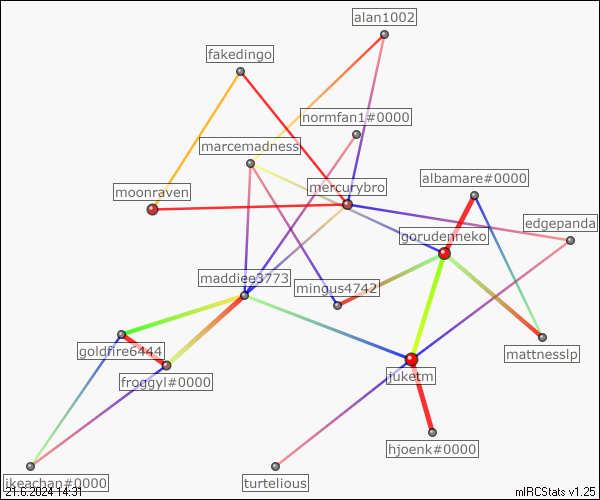 alan1002
fakedingo
normfan1#0000
marcemadness
albamare#0000
moonraven
mercurybro
edgepanda
gorudenneko
maddiee3773
mingus4742
goldfire6444
mattnesslp
froggyl#0000
juketm
hjoenk#0000
ikeachan#0000
turtelious
21.6.2024 14:31
mIRCStats v1.25